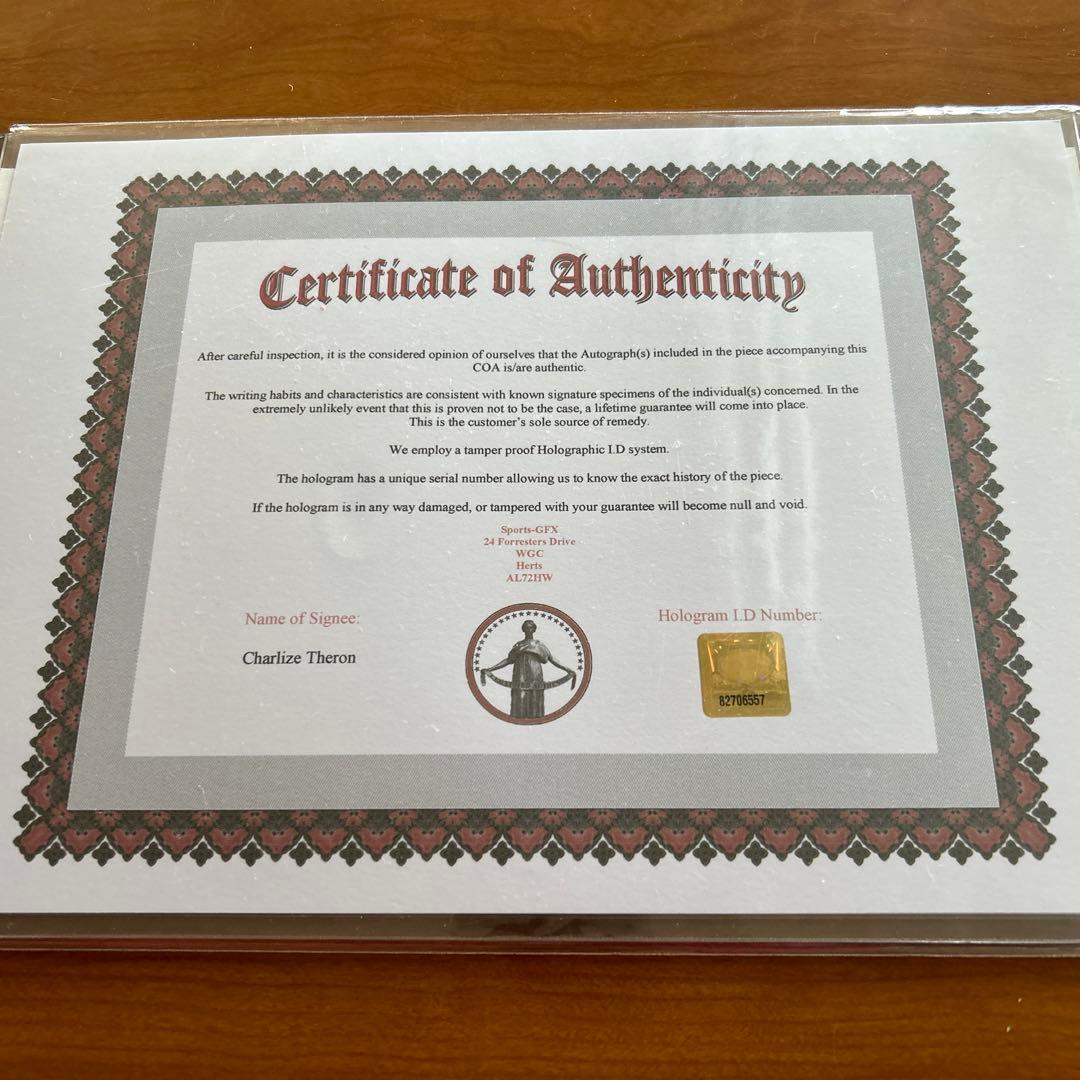 Certificate of Authenticity
After careful inspection, it is the considered opinion of ourselves that the Autograph(s) included in the piece accompanying this
COA is/are authentic.
The writing habits and characteristics are consistent with known signature specimens of the individual(s) concerned. In the
extremely unlikely event that this is proven not to be the case, a lifetime guarantee will come into place.
This is the customer's sole source of remedy.
We employ a tamper proof Holographic I.D system.
The hologram has a unique serial number allowing us to know the exact history of the piece.
If the hologram is in any way damaged, or tampered with your guarantee will become null and void.
Sports-GFX
24 Forresters Drive
WGC
Herts
AL72HW
Name of Signee:
Hologram I.D Number:
Charlize Theron
82706557